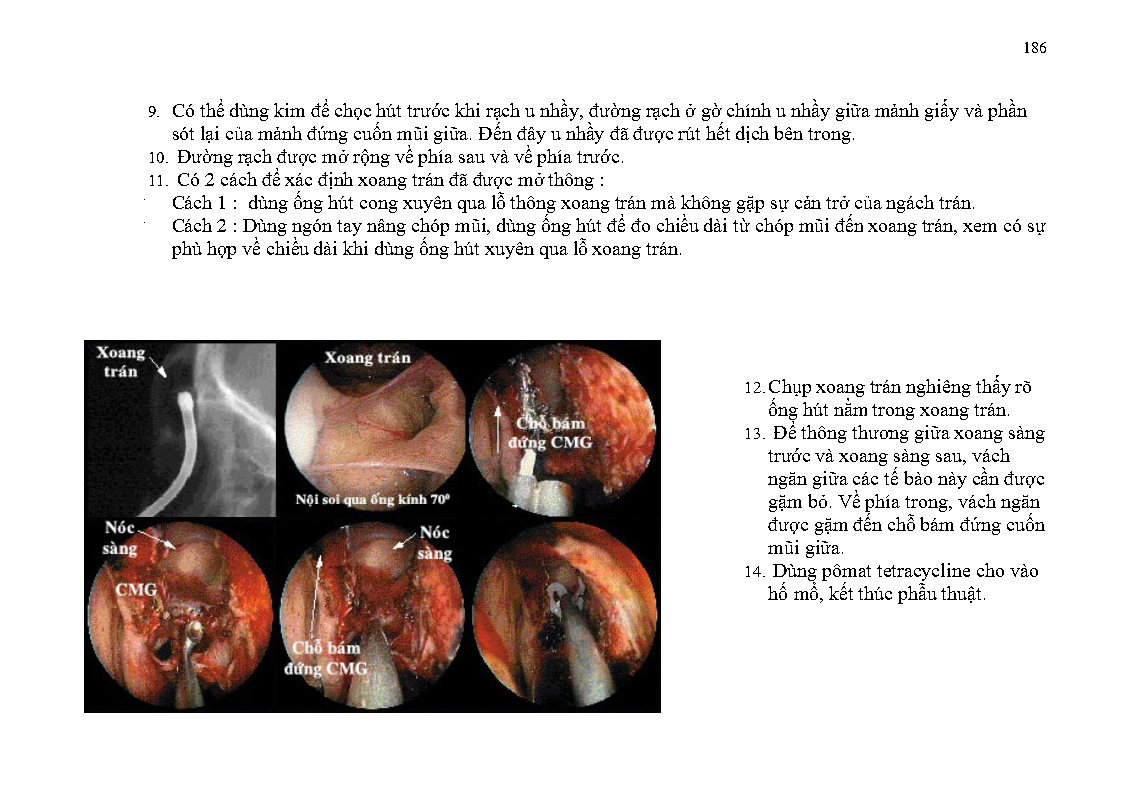 186
9. Có thể dùng kim để chọc hút trước khi rạch u nhầy, đường rạch ở gờ chính u nhầy giữa mảnh giấy và phần
sót lại của mảnh đứng cuốn mũi giữa. Đến đây u nhầy đã được rút hết dịch bên trong.
10. Đường rạch được mở rộng về phía sau và về phía trước.
11. Có 2 cách để xác định xoang trán đã được mở thông :
Cách 1 : dùng ống hút cong xuyên qua lỗ thông xoang trán mà không gặp sự cản trở của ngách trán.
Cách 2 : Dùng ngón tay nâng chóp mũi, dùng ống hút để đo chiều dài từ chóp mũi đến xoang trán, xem có sự
phù hợp về chiều dài khi dùng ống hút xuyên qua lỗ xoang trán.
Xoang
trán
Xoang trán
Nội soi qua ống kính 70⁰
Chỗ bám
đứng CMG
Nóc
sàng
CMG
Nóc
sàng
Chỗ bám
đứng CMG
12. Chụp xoang trán nghiêng thấy rõ
ống hút nằm trong xoang trán.
13. Để thông thương giữa xoang sàng
trước và xoang sàng sau, vách
ngăn giữa các tế bào này cần được
gặm bỏ. Về phía trong, vách ngăn
được gặm đến chỗ bám đứng cuốn
mũi giữa.
14. Dùng pômat tetracycline cho vào
hố mổ, kết thúc phẫu thuật.